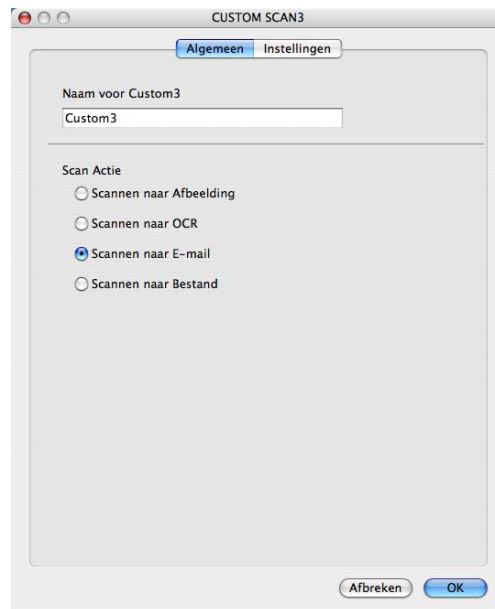 CUSTOM SCAN3
Algemeen Instellingen
Naam voor Custom3
Custom3
Scan Actie
Scannen naar Afbeelding
Scannen naar OCR
Scannen naar E-mail
Scannen naar Bestand
Afbreken OK